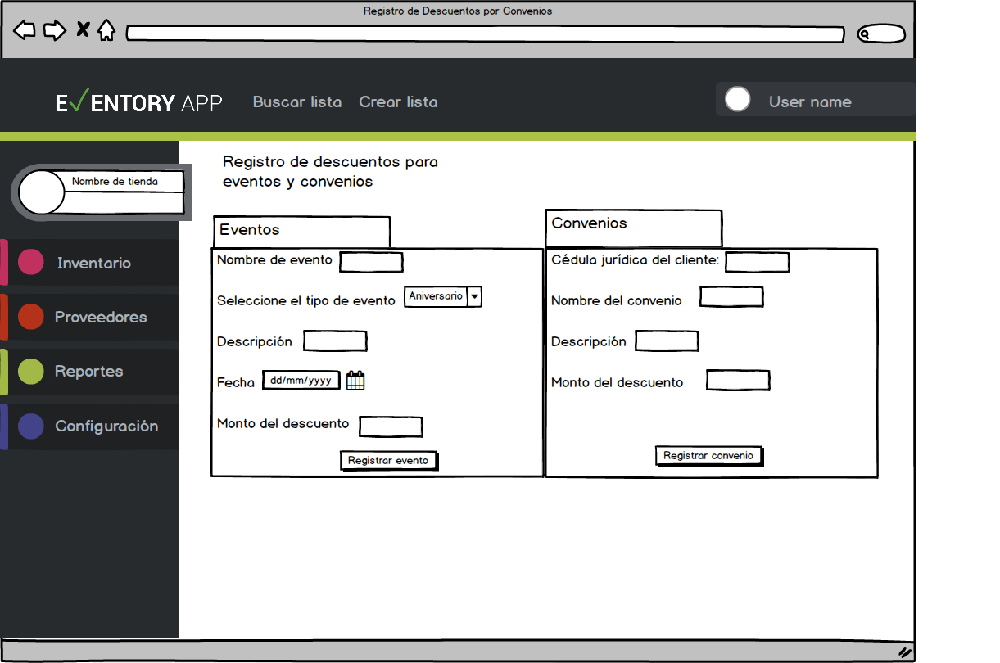 Registro de Descuentos por Convenios
E✓ENTORY APP
Buscar lista
Crear lista
User name
Nombre de tienda
Inventario
Proveedores
Reportes
Configuración
Registro de descuentos para
eventos y convenios
Eventos
Nombre de evento
Seleccione el tipo de evento
Aniversario
Descripción
Fecha
dd/mm/yyyy
Monto del descuento
Registrar evento
Convenios
Cédula jurídica del cliente:
Nombre del convenio
Descripción
Monto del descuento
Registrar convenio